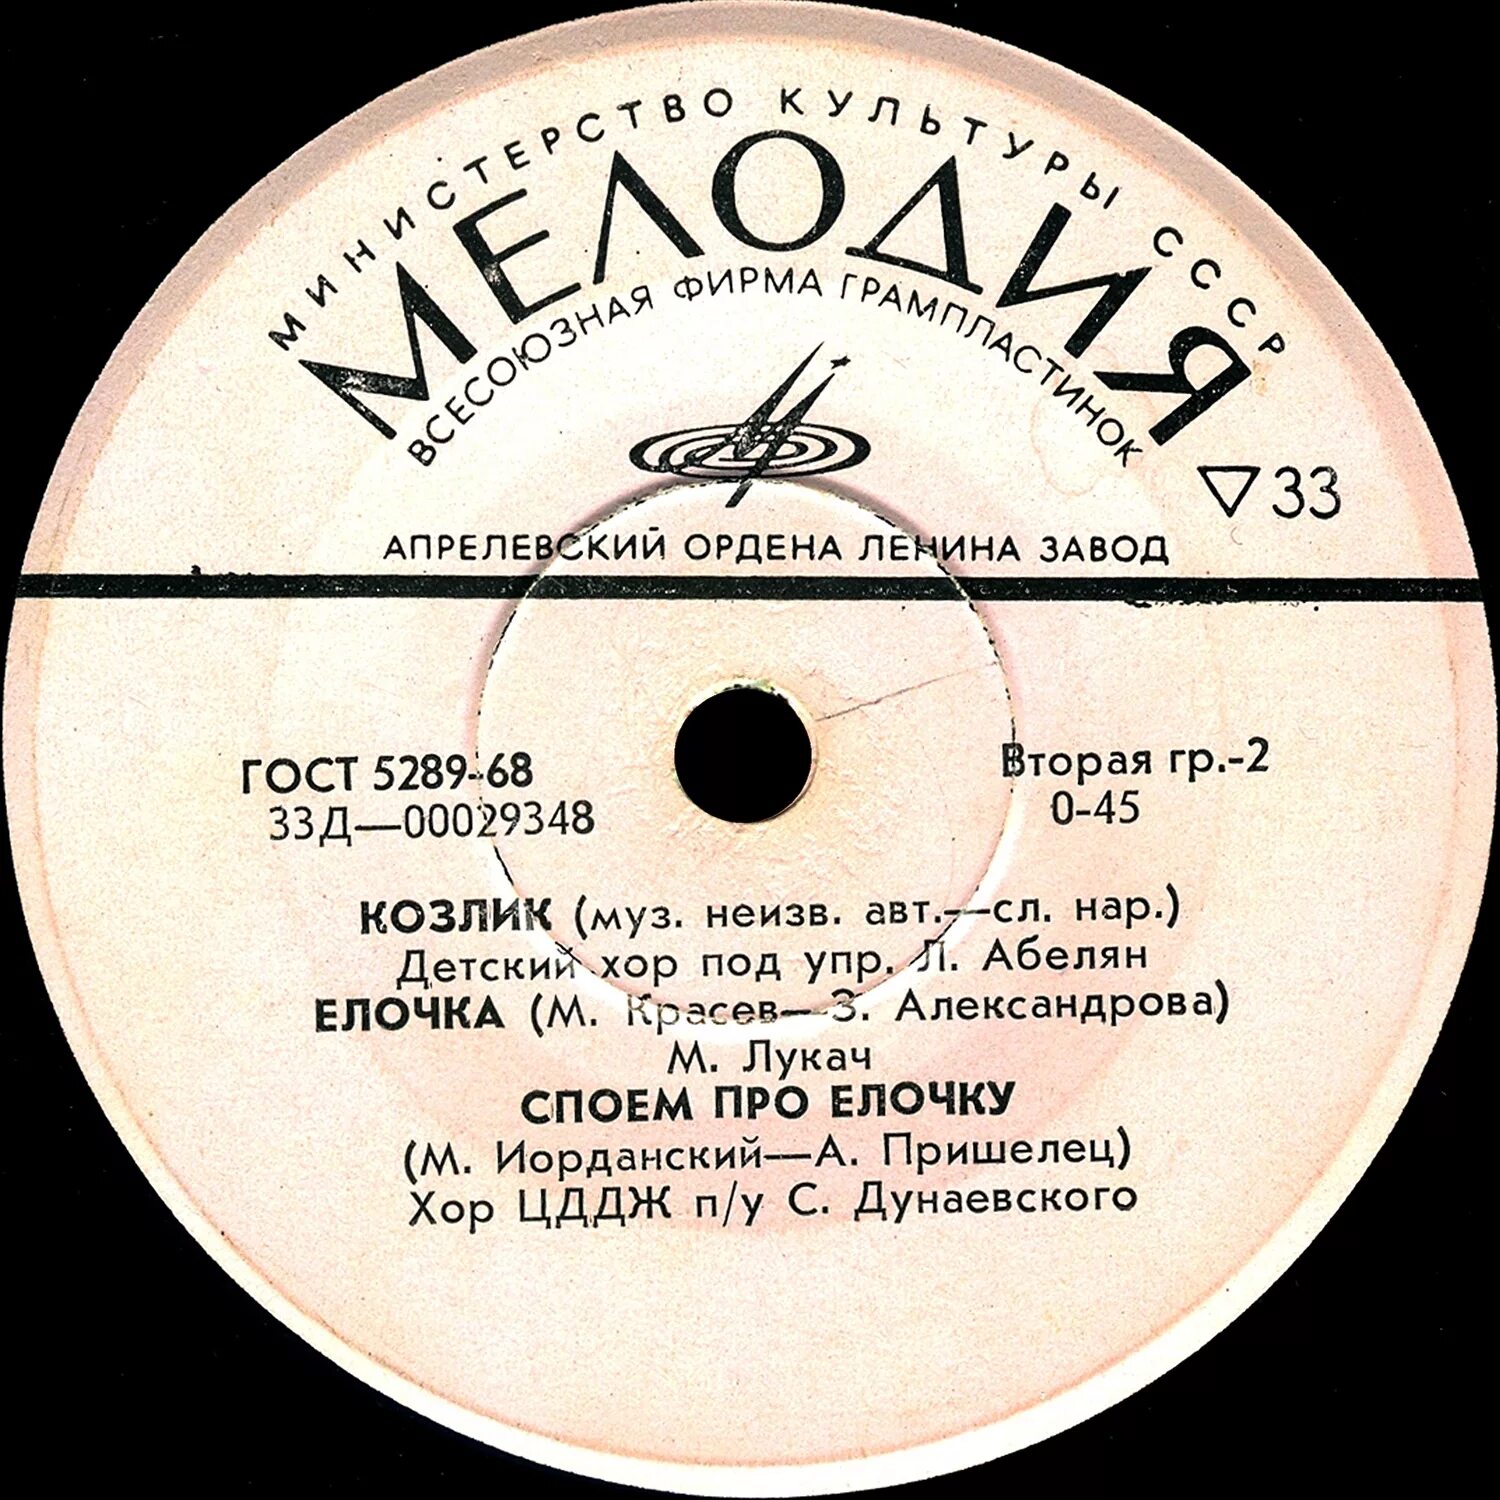 МИНИСТЕРСТВО КУЛЬТУРЫ СССР
МЕЛОДИЯ
ВСЕСОЮЗНАЯ ФИРМА ГРАМПЛАСТИНОК
▽33
АПРЕЛЕВСКИЙ ОРДЕНА ЛЕНИНА ЗАВОД
ГОСТ 5289-68
33Д—00029348
Вторая гр.-2
0-45
КОЗЛИК (муз. неизв. авт.—сл. нар.)
Детский хор под упр. Л. Абелян
ЕЛОЧКА (М. Красев—З. Александрова)
М. Лукач
СПОЕМ ПРО ЕЛОЧКУ
(М. Иорданский—А. Пришелец)
Хор ЦДДЖ п/у С. Дунаевского